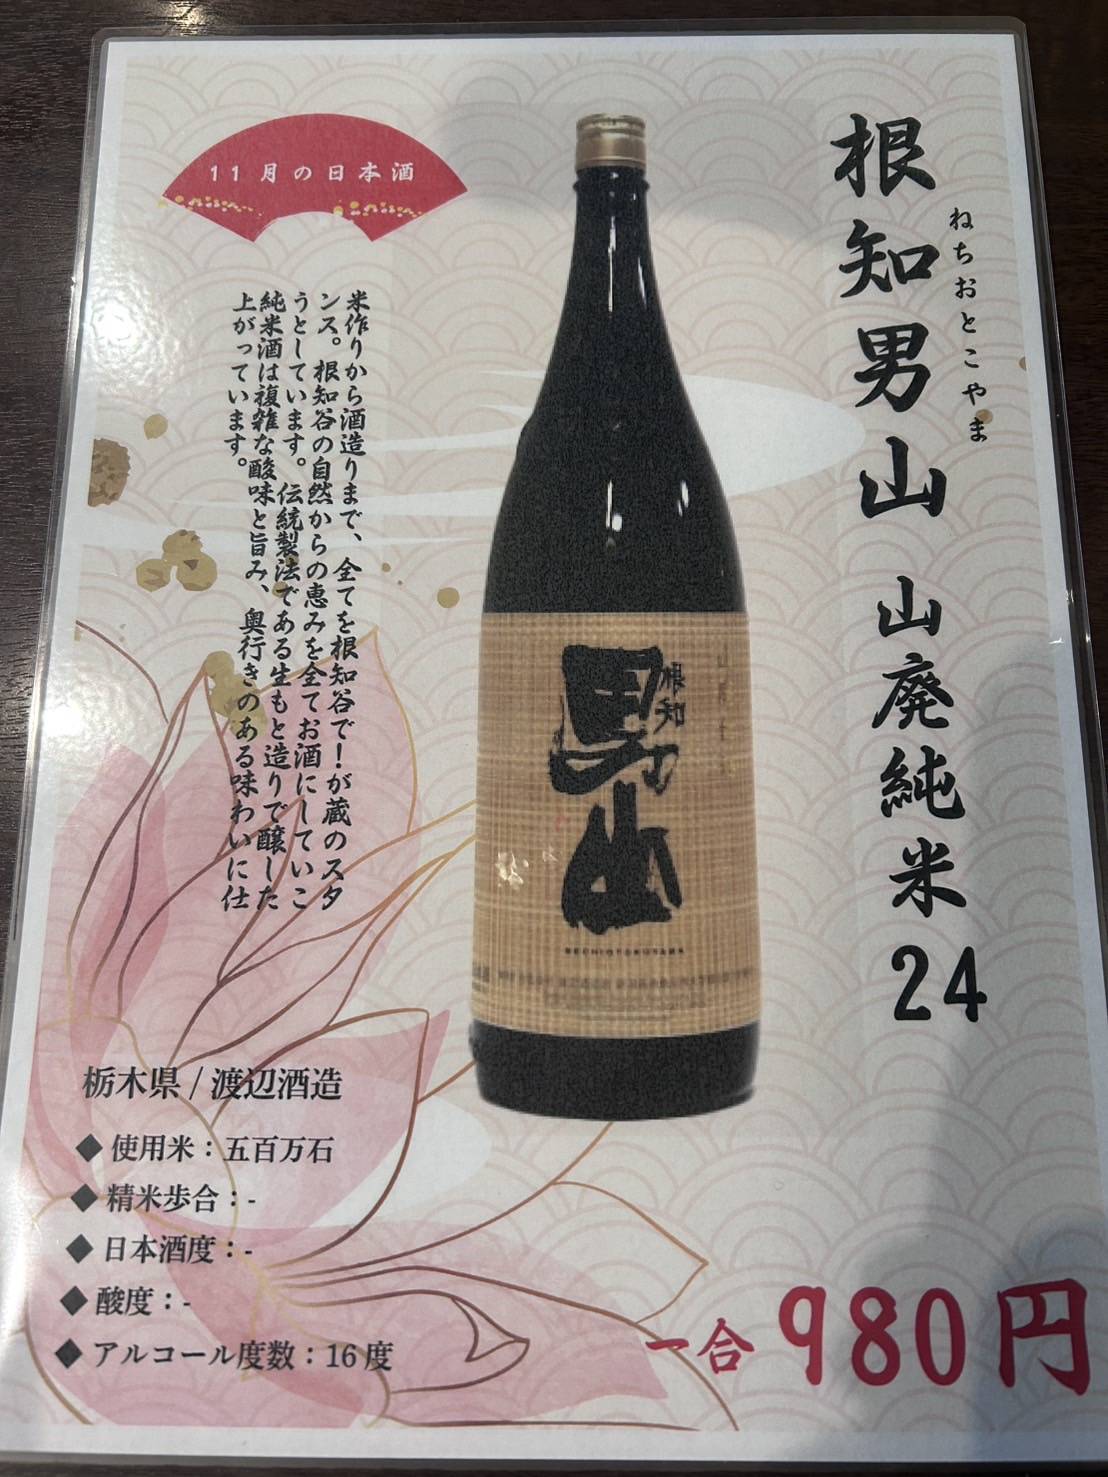 11月の日本酒
根知男山 山廃純米24
ねちおとこやま
米作りから酒造りまで、全てを根知谷で！が蔵のスタ
ンス。根知谷の自然からの恵みを全てお酒にしていこ
うとしています。伝統製法である生もと造りで醸した
純米酒は複雑な酸味と旨み、奥行きのある味わいに仕
上がっています。
根知
男山
NECHIOTOKOYAMA
栃木県 / 渡辺酒造
◆ 使用米：五百万石
◆ 精米歩合：-
◆ 日本酒度：-
◆ 酸度：-
◆ アルコール度数：16度
一合 980円